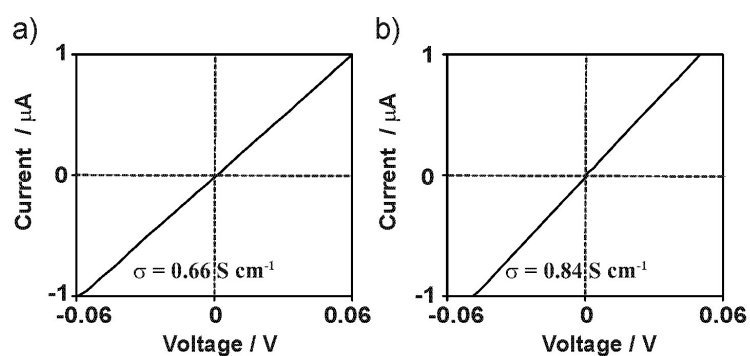 a)
1
0
-1
Current / μA
σ = 0.66 S cm⁻¹
-0.06 0 0.06
Voltage / V
b)
1
0
-1
Current / μA
σ = 0.84 S cm⁻¹
-0.06 0 0.06
Voltage / V